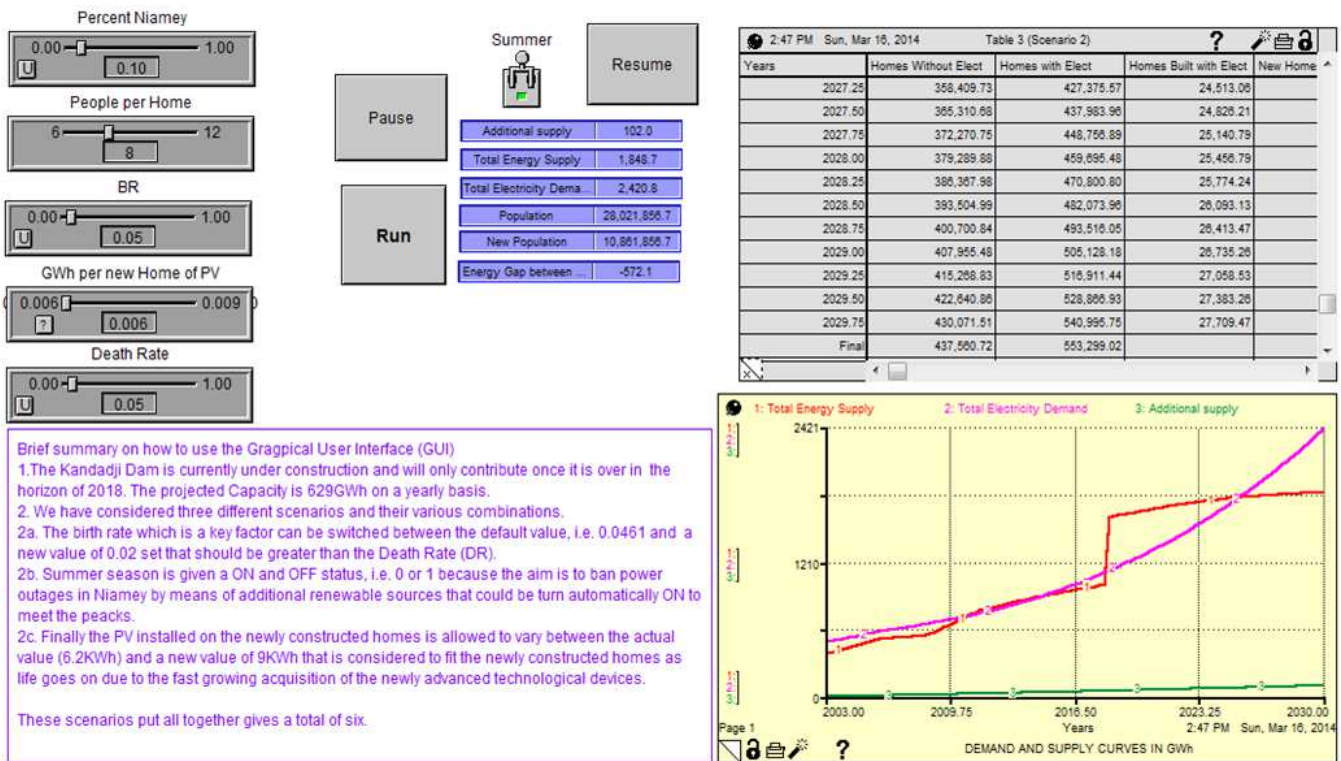 Percent Niamey
0.00 1.00
U 0.10
People per Home
6 12
8
BR
0.00 1.00
U 0.05
GWh per new Home of PV
0.006 0.009
? 0.006
Death Rate
0.00 1.00
U 0.05
Pause
Run
Summer
Resume
Additional supply 102.0
Total Energy Supply 1,848.7
Total Electricity Dema... 2,420.8
Population 28,021,856.7
New Population 10,861,856.7
Energy Gap between ... -572.1
2:47 PM Sun, Mar 16, 2014 Table 3 (Scenario 2) ?
Years Homes Without Elect Homes with Elect Homes Built with Elect New Home
2027.25 358,409.73 427,375.57 24,513.06
2027.50 365,310.68 437,983.96 24,826.21
2027.75 372,270.75 448,756.89 25,140.79
2028.00 379,289.88 459,695.48 25,456.79
2028.25 386,367.98 470,800.80 25,774.24
2028.50 393,504.99 482,073.96 26,093.13
2028.75 400,700.84 493,516.05 26,413.47
2029.00 407,955.48 505,128.18 26,735.26
2029.25 415,268.83 516,911.44 27,058.53
2029.50 422,640.86 528,866.93 27,383.26
2029.75 430,071.51 540,995.75 27,709.47
Final 437,560.72 553,299.02
Brief summary on how to use the Gragpical User Interface (GUI)
1.The Kandadji Dam is currently under construction and will only contribute once it is over in the
horizon of 2018. The projected Capacity is 629GWh on a yearly basis.
2. We have considered three different scenarios and their various combinations.
2a. The birth rate which is a key factor can be switched between the default value, i.e. 0.0461 and a
new value of 0.02 set that should be greater than the Death Rate (DR).
2b. Summer season is given a ON and OFF status, i.e. 0 or 1 because the aim is to ban power
outages in Niamey by means of additional renewable sources that could be turn automatically ON to
meet the peacks.
2c. Finally the PV installed on the newly constructed homes is allowed to vary between the actual
value (6.2KWh) and a new value of 9KWh that is considered to fit the newly constructed homes as
life goes on due to the fast growing acquisition of the newly advanced technological devices.
These scenarios put all together gives a total of six.
1: Total Energy Supply 2: Total Electricity Demand 3: Additional supply
1:
2:
3:
2421
1:
2:
3:
1210
1:
2:
3:
0
1 1 1 1
2 2 2 2
3 3 3 3
2003.00 2009.75 2016.50 2023.25 2030.00
Page 1 Years 2:47 PM Sun, Mar 16, 2014
? DEMAND AND SUPPLY CURVES IN GWh